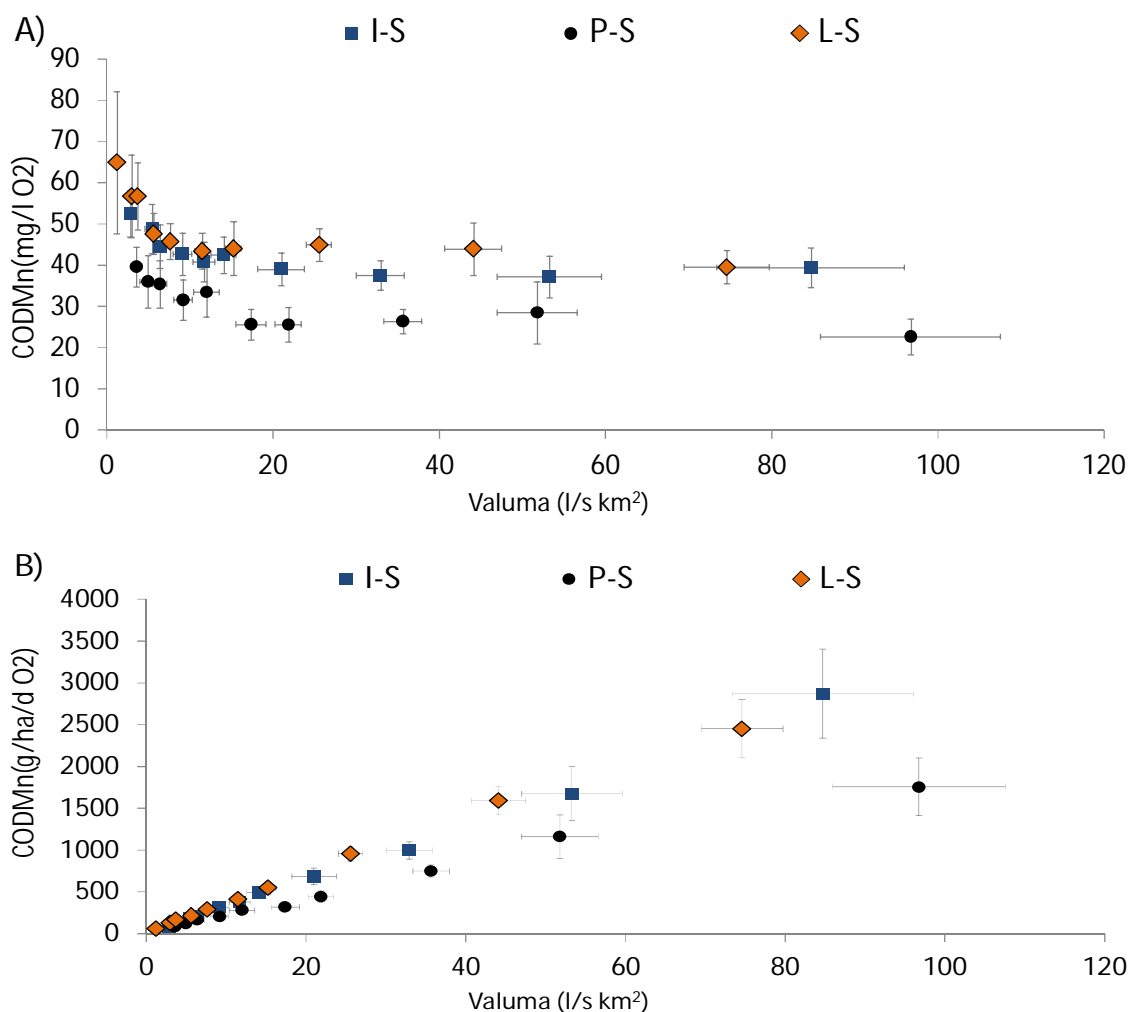 A) I-S P-S L-S
90
80
70
60
50
40
30
20
10
0
CODMn(mg/l O2)
0 20 40 60 80 100 120
Valuma (l/s km²)
B) I-S P-S L-S
4000
3500
3000
2500
2000
1500
1000
500
0
CODMn(g/ha/d O2)
0 20 40 60 80 100 120
Valuma (l/s km²)